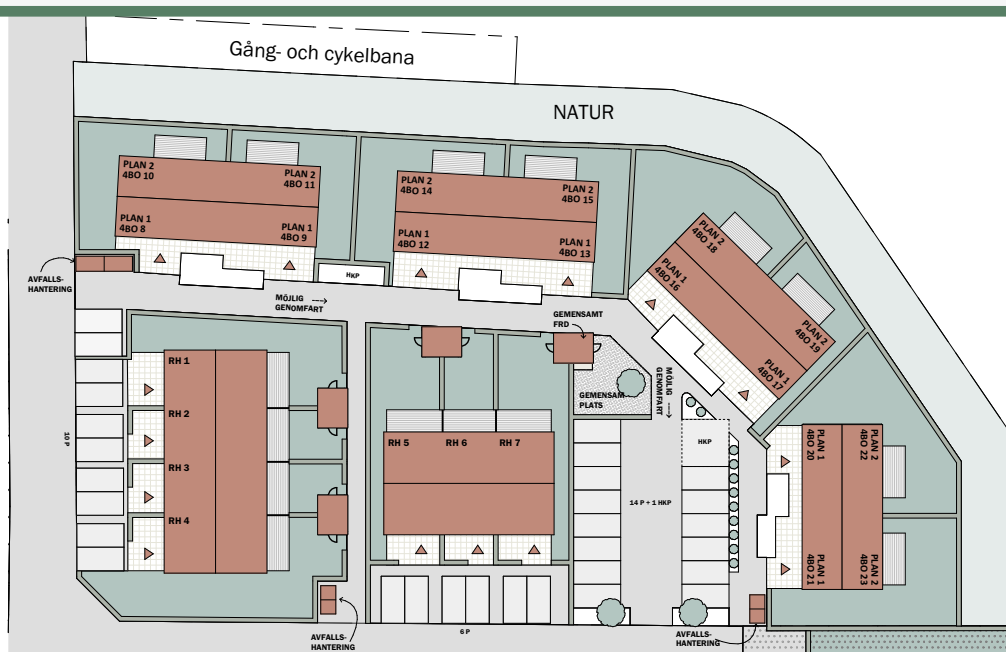 Gång- och cykelbana
NATUR
PLAN 2
4BO 10
PLAN 2
4BO 11
PLAN 1
4BO 8
PLAN 1
4BO 9
PLAN 2
4BO 14
PLAN 2
4BO 15
PLAN 1
4BO 12
PLAN 1
4BO 13
PLAN 2
4BO 18
PLAN 1
4BO 16
PLAN 2
4BO 19
PLAN 1
4BO 17
AVFALLS-
HANTERING
HKP
MÖJLIG
GENOMFART
GEMENSAMT
FRD
MÖJLIG
GENOMFART
GEMENSAM
PLATS
RH 1
RH 2
RH 3
RH 4
10 P
RH 5
RH 6
RH 7
HKP
14 P + 1 HKP
PLAN 1
4BO 20
PLAN 2
4BO 22
PLAN 1
4BO 21
PLAN 2
4BO 23
AVFALLS-
HANTERING
6 P
AVFALLS-
HANTERING